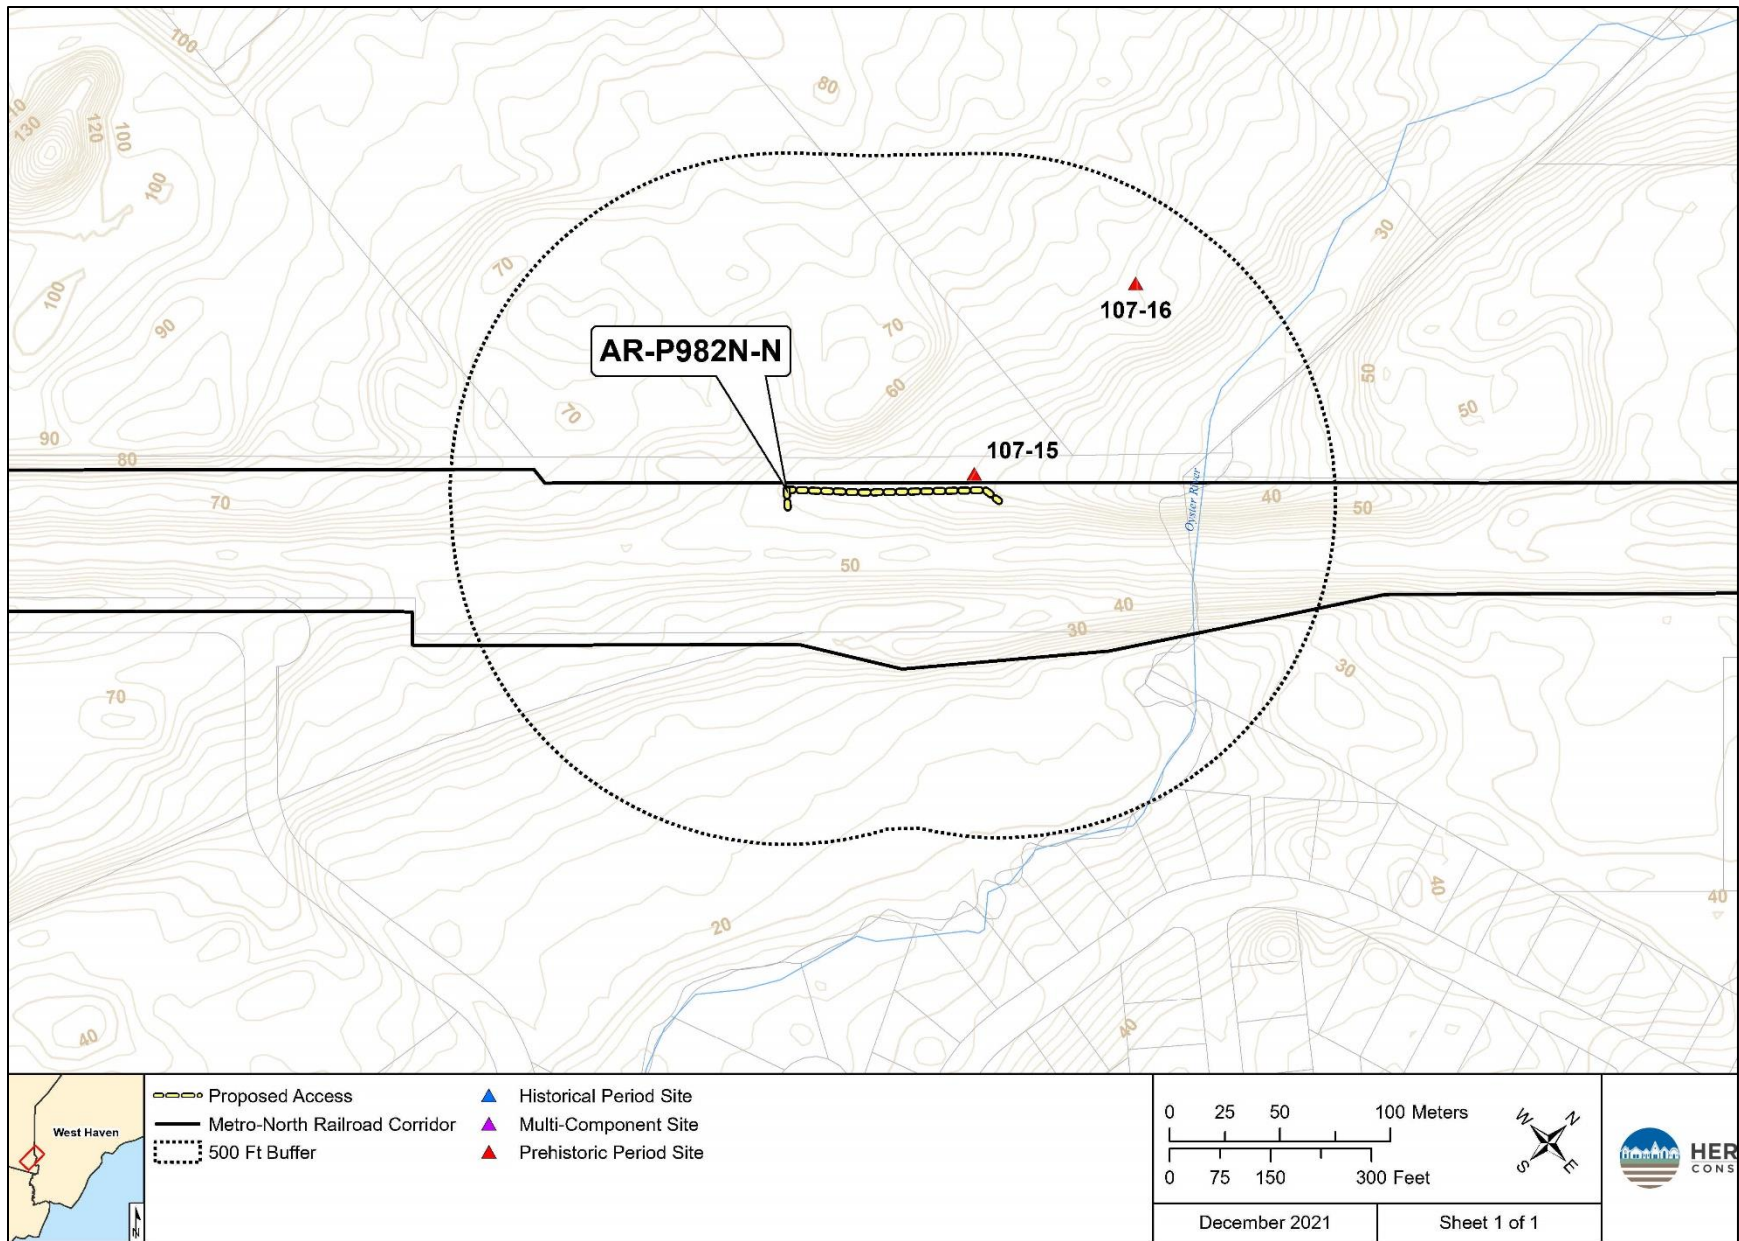 100
80
10
130
120
100
100
30
70
100
90
107-16
70
AR-P982N-N
60
50
50
70
90
107-15
80
70
Oyster River
40
50
50
40
30
30
70
40
20
40
40
40
West Haven
N
Proposed Access
Metro-North Railroad Corridor
500 Ft Buffer
Historical Period Site
Multi-Component Site
Prehistoric Period Site
0 25 50 100 Meters
0 75 150 300 Feet
W N
S E
December 2021
Sheet 1 of 1
HER
CONS